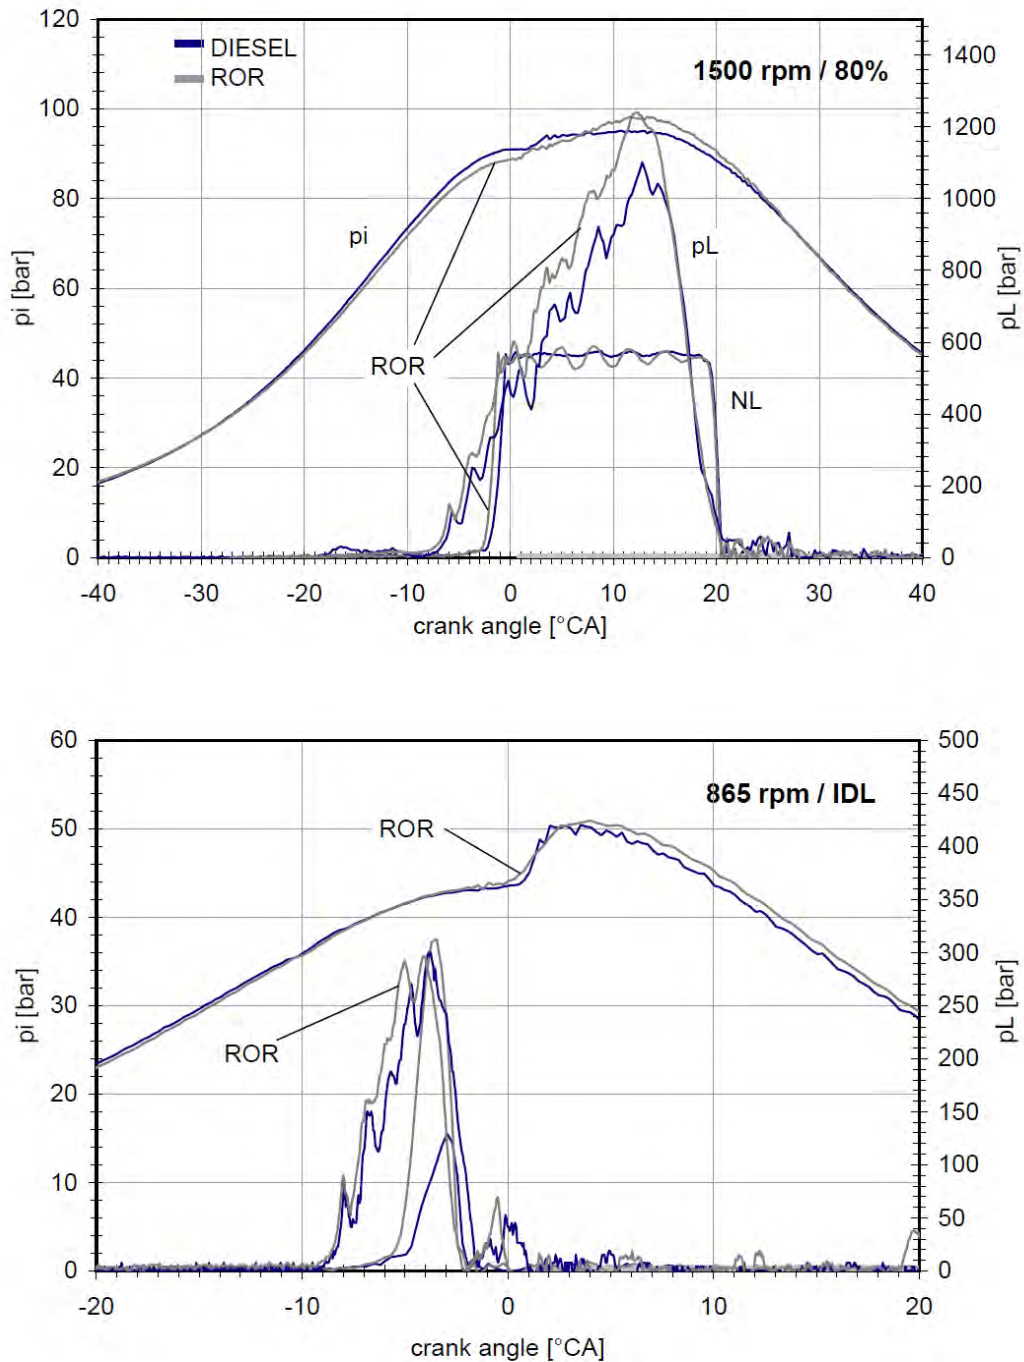 120
100
80
60
40
20
0
pi [bar]
DIESEL
ROR
1500 rpm / 80%
pi
pL
ROR
NL
1400
1200
1000
800
600
400
200
0
pL [bar]
-40 -30 -20 -10 0 10 20 30 40
crank angle [°CA]
60
50
40
30
20
10
0
pi [bar]
865 rpm / IDL
ROR
ROR
500
450
400
350
300
250
200
150
100
50
0
pL [bar]
-20 -10 0 10 20
crank angle [°CA]